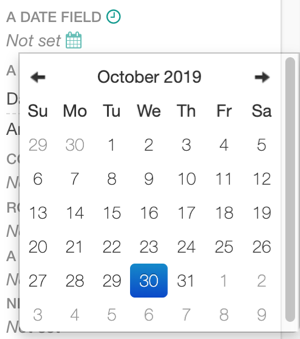 A DATE FIELD
Not set
October 2019
Su Mo Tu We Th Fr Sa
29 30 1 2 3 4 5
6 7 8 9 10 11 12
13 14 15 16 17 18 19
20 21 22 23 24 25 26
27 28 29 30 31 1 2
3 4 5 6 7 8 9